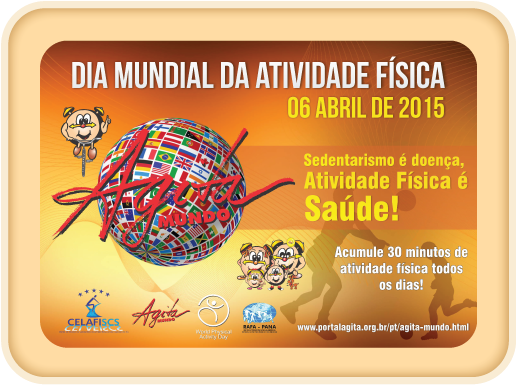 DIA MUNDIAL DA ATIVIDADE FÍSICA
06 ABRIL DE 2015
Agita
MUNDO
Sedentarismo é doença,
Atividade Física é
Saúde!
Acumule 30 minutos de
atividade física todos
os dias!
CELAFISCS
Agita
MUNDO
RAFA - PANA
www.portalagita.org.br/pt/agita-mundo.html